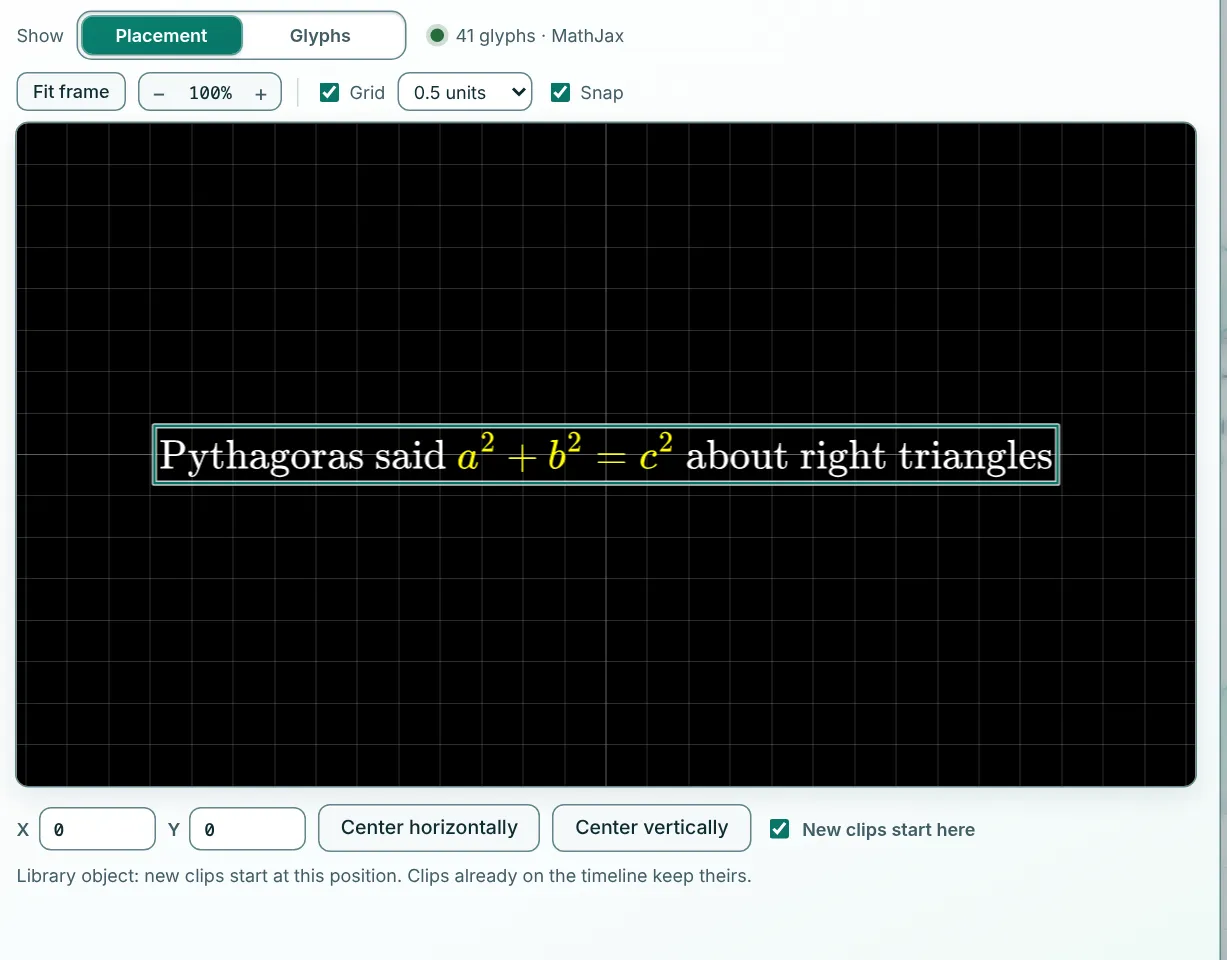 Show Placement Glyphs 41 glyphs · MathJax
Fit frame − 100% + Grid 0.5 units Snap
Pythagoras said a² + b² = c² about right triangles
X 0 Y 0 Center horizontally Center vertically New clips start here
Library object: new clips start at this position. Clips already on the timeline keep theirs.